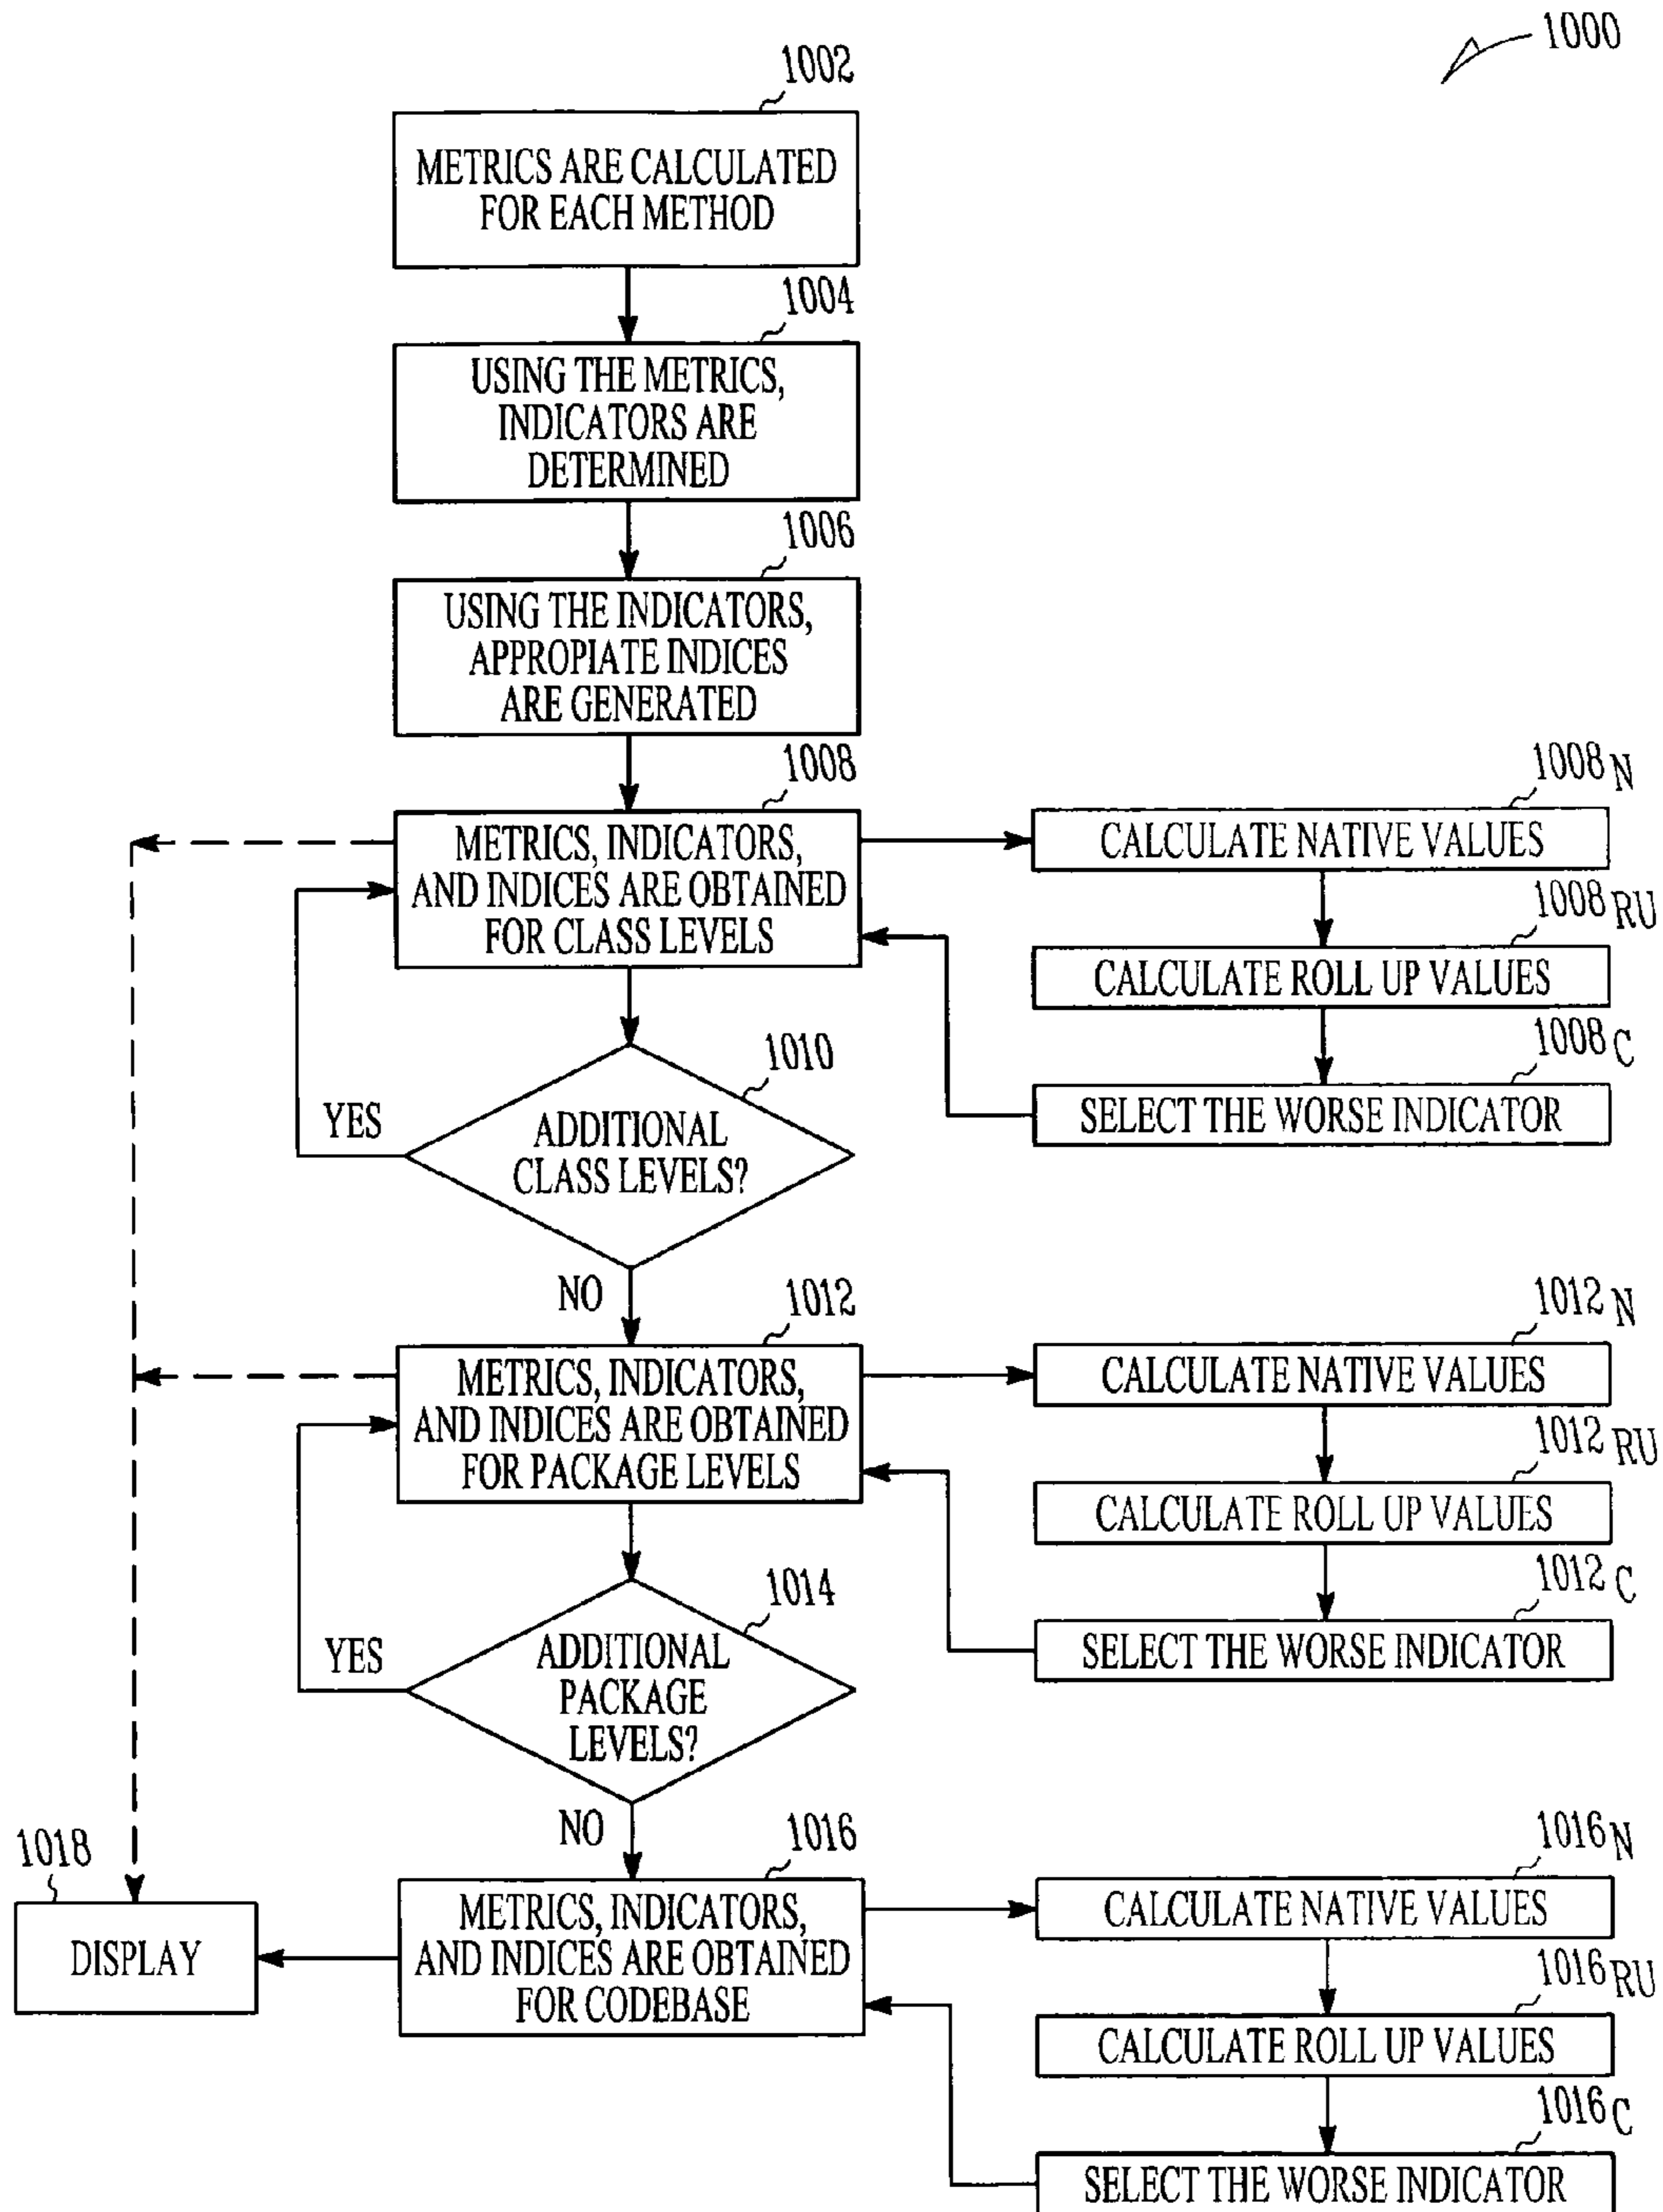 1000
1002
METRICS ARE CALCULATED
FOR EACH METHOD
1004
USING THE METRICS,
INDICATORS ARE
DETERMINED
1006
USING THE INDICATORS,
APPROPIATE INDICES
ARE GENERATED
1008
METRICS, INDICATORS,
AND INDICES ARE OBTAINED
FOR CLASS LEVELS
1008N
CALCULATE NATIVE VALUES
1008RU
CALCULATE ROLL UP VALUES
1008C
SELECT THE WORSE INDICATOR
1010
ADDITIONAL
CLASS LEVELS?
YES
NO
1012
METRICS, INDICATORS,
AND INDICES ARE OBTAINED
FOR PACKAGE LEVELS
1012N
CALCULATE NATIVE VALUES
1012RU
CALCULATE ROLL UP VALUES
1012C
SELECT THE WORSE INDICATOR
1014
ADDITIONAL
PACKAGE
LEVELS?
YES
NO
1016
METRICS, INDICATORS,
AND INDICES ARE OBTAINED
FOR CODEBASE
1016N
CALCULATE NATIVE VALUES
1016RU
CALCULATE ROLL UP VALUES
1016C
SELECT THE WORSE INDICATOR
1018
DISPLAY